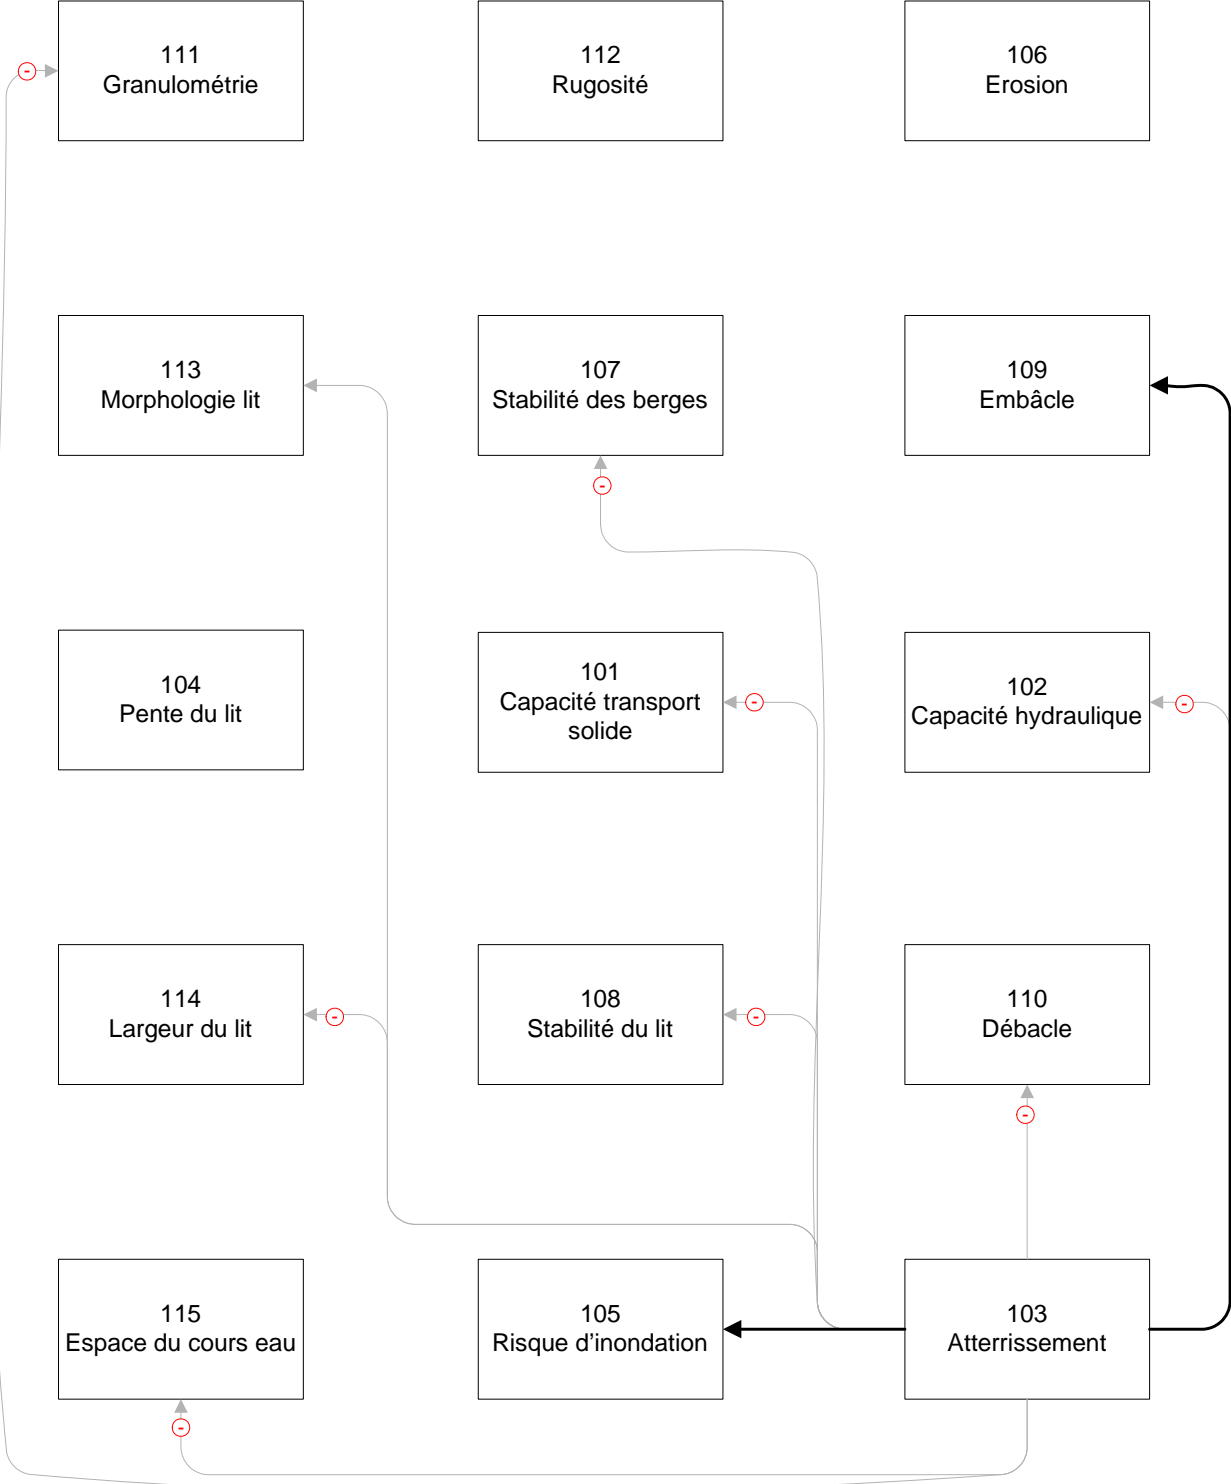 111
Granulométrie
112
Rugosité
106
Erosion
-
113
Morphologie lit
107
Stabilité des berges
109
Embâcle
-
104
Pente du lit
101
Capacité transport
solide
-
102
Capacité hydraulique
-
114
Largeur du lit
-
108
Stabilité du lit
-
110
Débacle
-
115
Espace du cours eau
105
Risque d'inondation
103
Atterrissement
-